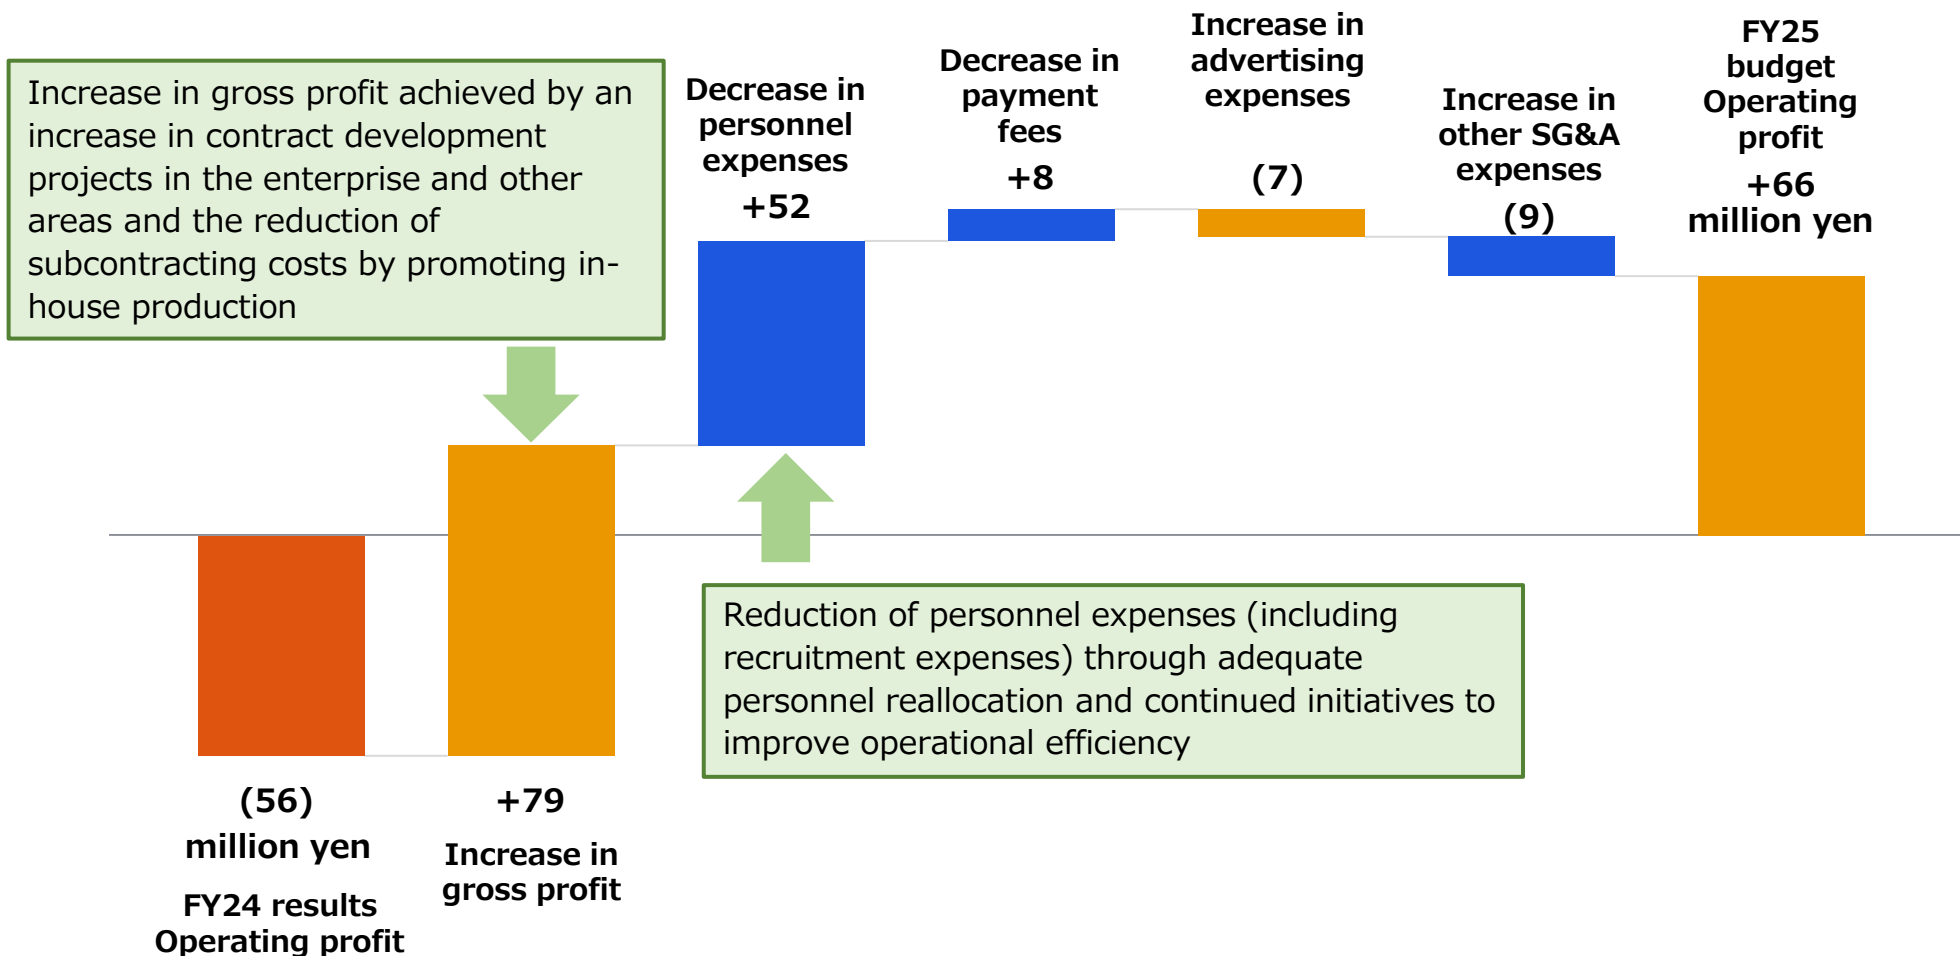 Increase in gross profit achieved by an
increase in contract development
projects in the enterprise and other
areas and the reduction of
subcontracting costs by promoting in-
house production
Decrease in
personnel
expenses
+52
Decrease in
payment
fees
+8
Increase in
advertising
expenses
(7)
Increase in
other SG&A
expenses
(9)
FY25
budget
Operating
profit
+66
million yen
Reduction of personnel expenses (including
recruitment expenses) through adequate
personnel reallocation and continued initiatives to
improve operational efficiency
(56)
million yen
FY24 results
Operating profit
+79
Increase in
gross profit